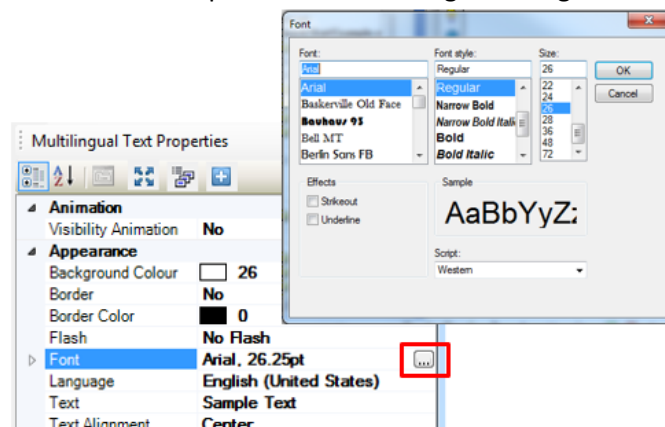 Font
Font:
Font style:
Size:
Arial
Regular
26
OK
Cancel
Arial
Baskerville Old Face
Bauhaus 93
Bell MT
Berlin Sans FB
Regular
Narrow Bold
Narrow Bold Itali
Bold
Bold Italic
22
24
26
28
36
48
72
Effects
Strikeout
Underline
Sample
AaBbYyZz
Script:
Western
Multilingual Text Properties
Animation
Visibility Animation No
Appearance
Background Colour 26
Border No
Border Color 0
Flash No Flash
Font Arial, 26.25pt ...
Language English (United States)
Text Sample Text
Text Alignment Center